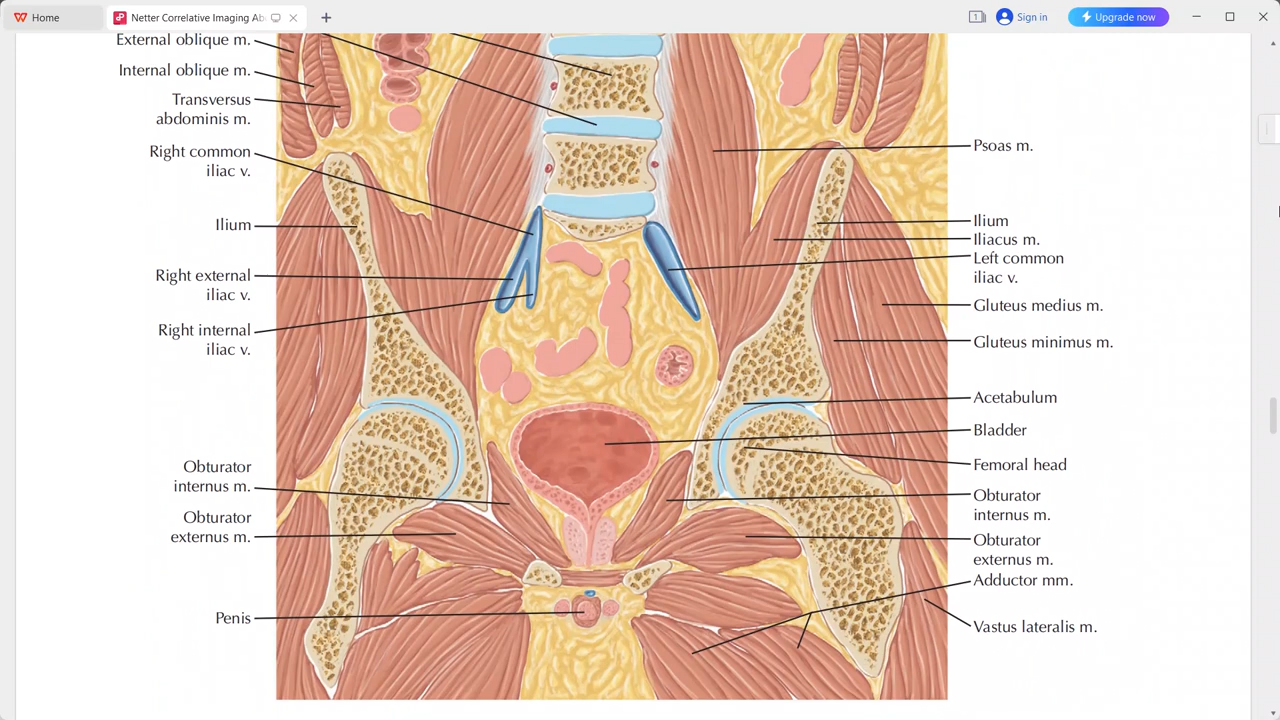 Home
Netter Correlative Imaging Ab
1
Sign in
Upgrade now
External oblique m.
Internal oblique m.
Transversus
abdominis m.
Right common
iliac v.
Ilium
Right external
iliac v.
Right internal
iliac v.
Obturator
internus m.
Obturator
externus m.
Penis
Psoas m.
Ilium
Iliacus m.
Left common
iliac v.
Gluteus medius m.
Gluteus minimus m.
Acetabulum
Bladder
Femoral head
Obturator
internus m.
Obturator
externus m.
Adductor mm.
Vastus lateralis m.